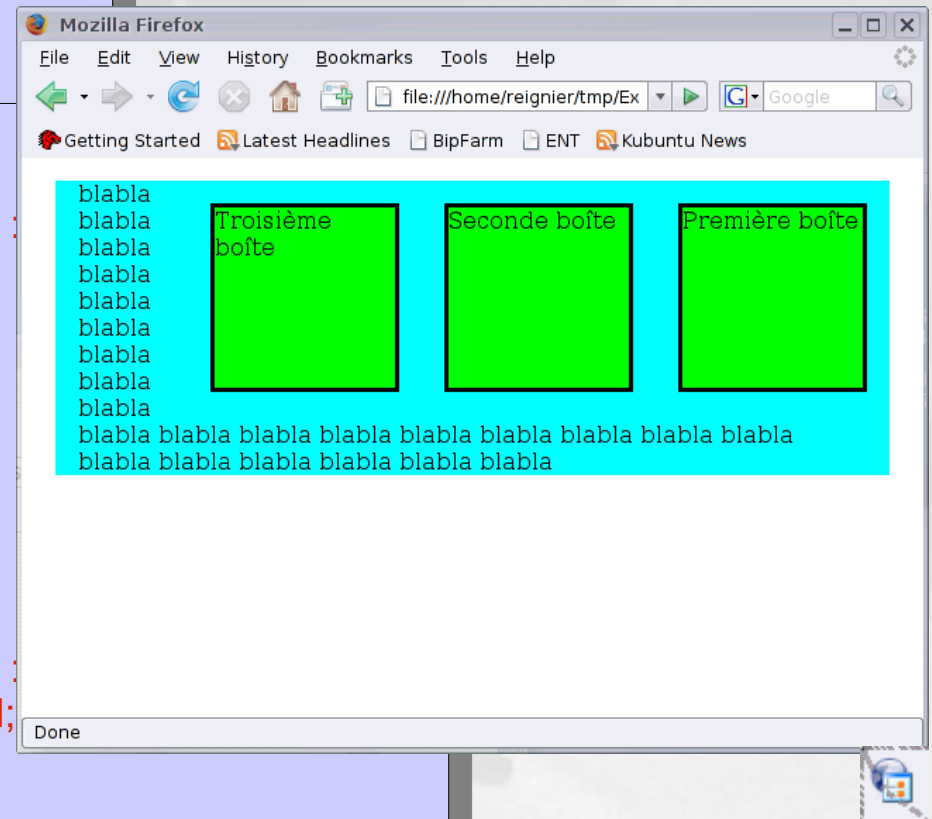 Mozilla Firefox
File Edit View History Bookmarks Tools Help
file:///home/reignier/tmp/Ex
G Google
Getting Started Latest Headlines BipFarm ENT Kubuntu News
blabla
blabla
blabla
blabla
blabla
blabla
blabla
blabla
blabla
Troisième
boîte
Seconde boîte
Première boîte
blabla blabla blabla blabla blabla blabla blabla blabla blabla
blabla blabla blabla blabla blabla blabla
Done